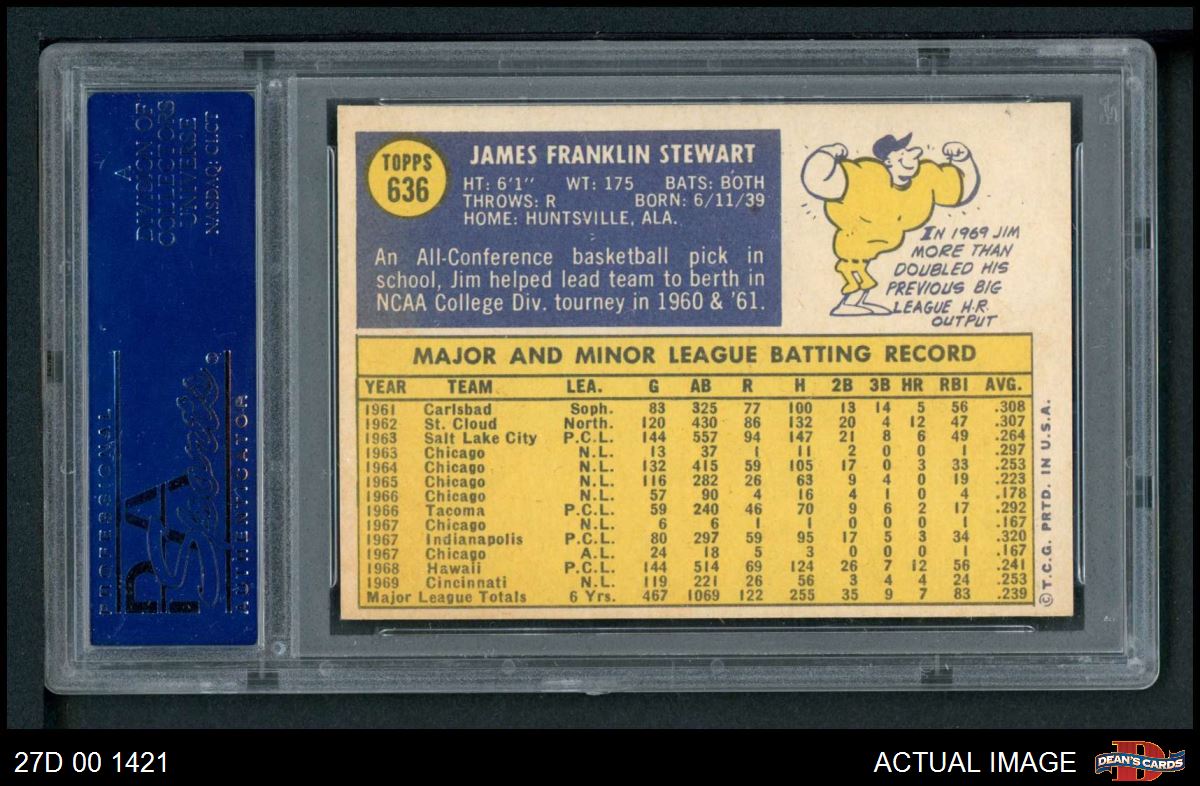 A
DIVISION OF
COLLECTORS
UNIVERSE
NASDAQ: CLCT
PROFESSIONAL
PSA
Sports
AUTHENTICATOR
TOPPS
636
JAMES FRANKLIN STEWART
HT: 6'1" WT: 175 BATS: BOTH
THROWS: R BORN: 6/11/39
HOME: HUNTSVILLE, ALA.
An All-Conference basketball pick in
school, Jim helped lead team to berth in
NCAA College Div. tourney in 1960 & '61.
IN 1969 JIM
MORE THAN
DOUBLED HIS
PREVIOUS BIG
LEAGUE H.R.
OUTPUT
MAJOR AND MINOR LEAGUE BATTING RECORD
YEAR TEAM LEA. G AB R H 2B 3B HR RBI AVG.
1961 Carlsbad Soph. 83 325 77 100 13 14 5 56 .308
1962 St. Cloud North. 120 430 86 132 20 4 12 47 .307
1963 Salt Lake City P.C.L. 144 557 94 147 21 8 6 49 .264
1963 Chicago N.L. 13 37 1 11 2 0 0 1 .297
1964 Chicago N.L. 132 415 59 105 17 0 3 33 .253
1965 Chicago N.L. 116 282 26 63 9 4 0 19 .223
1966 Chicago N.L. 57 90 4 16 4 1 0 4 .178
1966 Tacoma P.C.L. 59 240 46 70 9 6 2 17 .292
1967 Chicago N.L. 6 6 1 1 0 0 0 1 .167
1967 Indianapolis P.C.L. 80 297 59 95 17 5 3 34 .320
1967 Chicago A.L. 24 18 5 3 0 0 0 1 .167
1968 Hawaii P.C.L. 144 514 69 124 26 7 12 56 .241
1969 Cincinnati N.L. 119 221 26 56 3 4 4 24 .253
Major League Totals 6 Yrs. 467 1069 122 255 35 9 7 83 .239
© T.C.G. PRTD. IN U.S.A.
27D 00 1421
ACTUAL IMAGE
D
DEAN'S CARDS